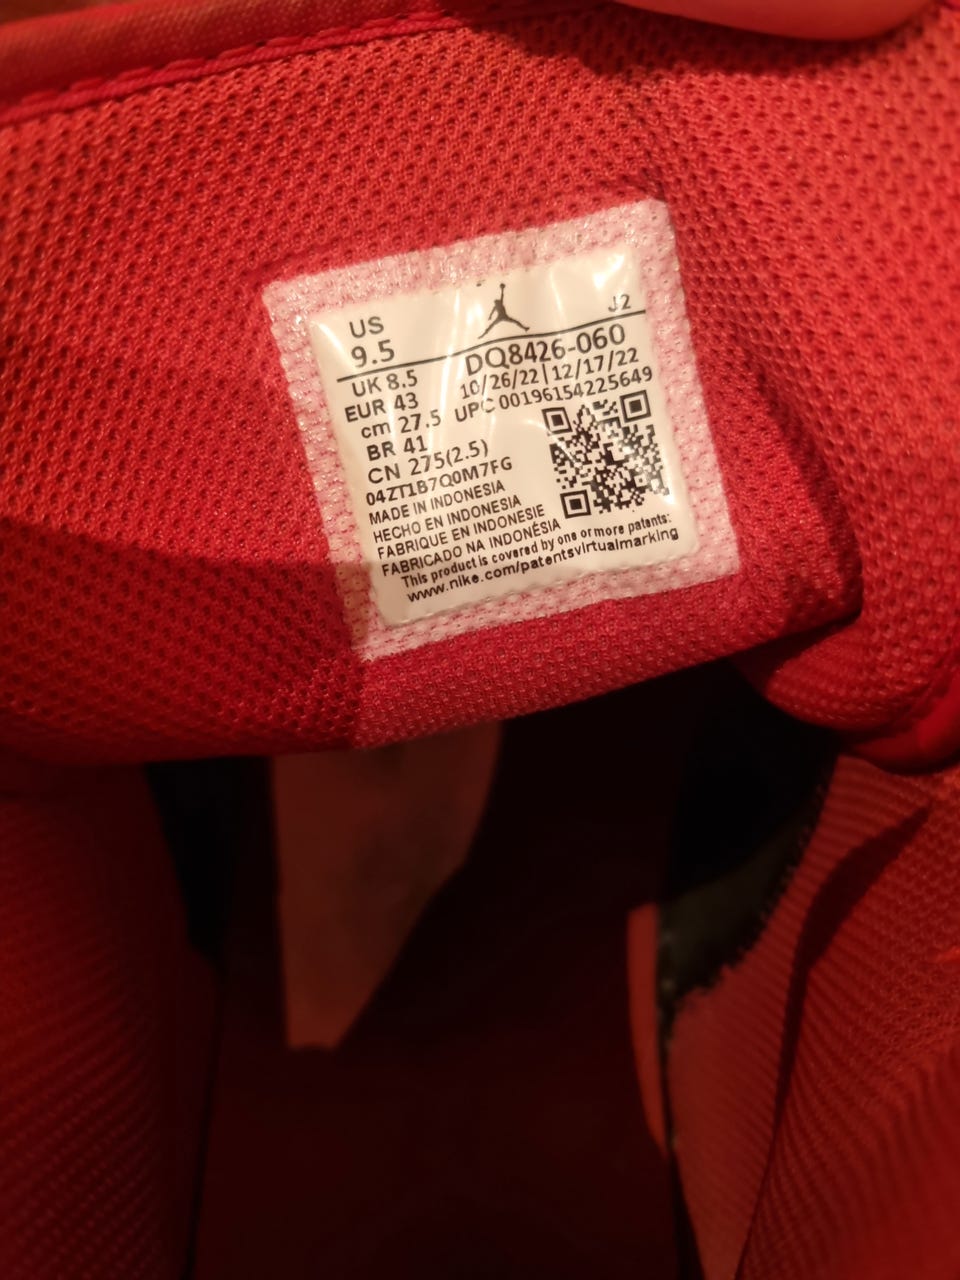 US
9.5
J2
UK 8.5
EUR 43
cm 27.5
BR 41
CN 275(2.5)
DQ8426-060
10/26/22|12/17/22
UPC 00196154225649
04ZT1B7Q0M7FG
MADE IN INDONESIA
HECHO EN INDONESIA
FABRIQUE EN INDONESIE
FABRICADO NA INDONÉSIA
This product is covered by one or more patents:
www.nike.com/patentsvirtualmarking